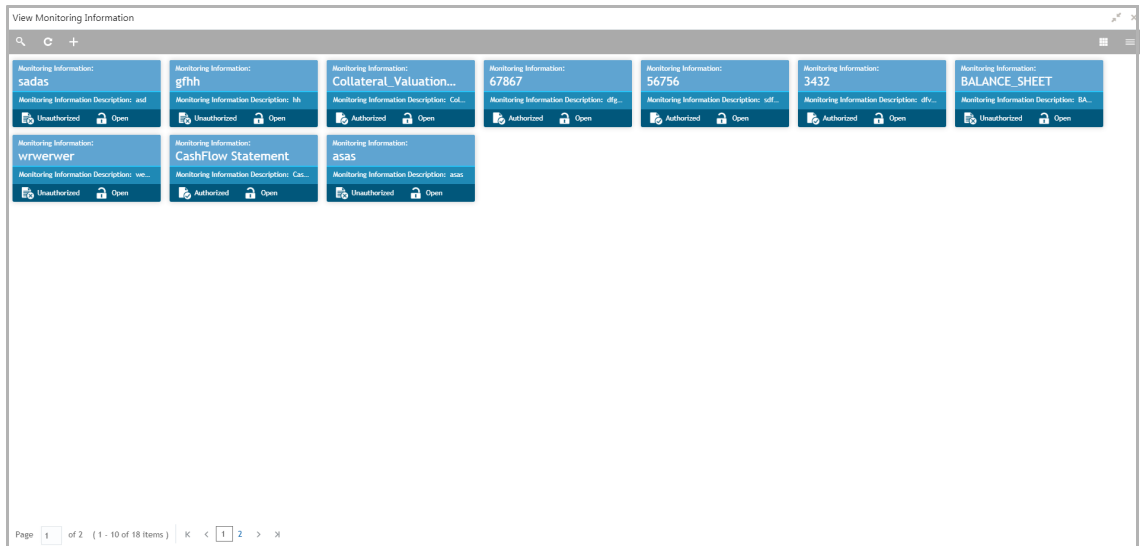 View Monitoring Information
Monitoring Information:
sadas
Monitoring Information Description: asd
Unauthorized Open
Monitoring Information:
gfhh
Monitoring Information Description: hh
Unauthorized Open
Monitoring Information:
Collateral_Valuation...
Monitoring Information Description: Col...
Authorized Open
Monitoring Information:
67867
Monitoring Information Description: dfg...
Authorized Open
Monitoring Information:
56756
Monitoring Information Description: sdf...
Authorized Open
Monitoring Information:
3432
Monitoring Information Description: dfv...
Authorized Open
Monitoring Information:
BALANCE_SHEET
Monitoring Information Description: BA...
Unauthorized Open
Monitoring Information:
wrwerwer
Monitoring Information Description: we...
Unauthorized Open
Monitoring Information:
CashFlow Statement
Monitoring Information Description: Cas...
Authorized Open
Monitoring Information:
asas
Monitoring Information Description: asas
Unauthorized Open
Page 1 of 2 ( 1 - 10 of 18 items ) 1 2